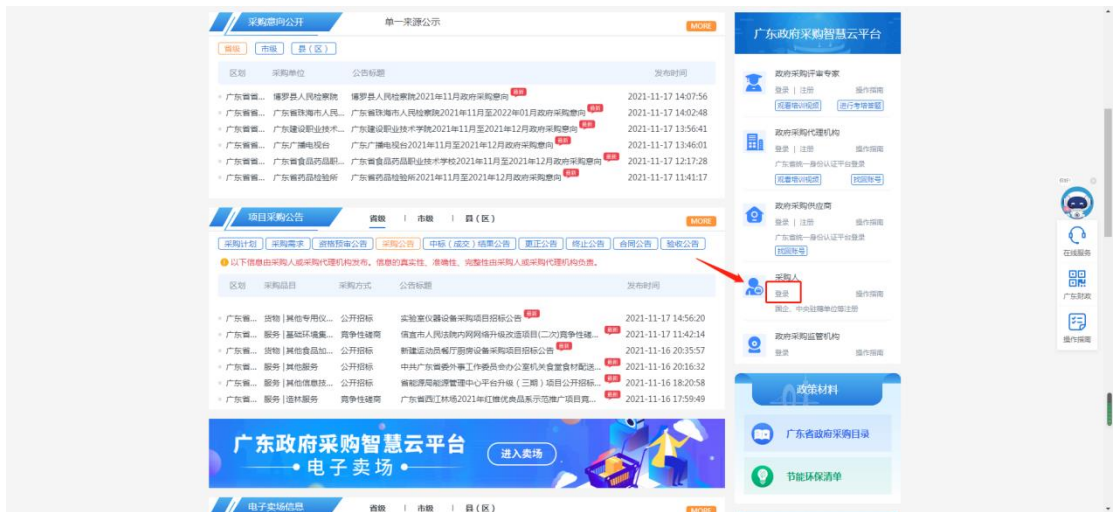 采购意向公开 单一来源公示 MORE
省级 市级 县（区）
区划 采购单位 公告标题 发布时间
广东省省... 博罗县人民检察院 博罗县人民检察院2021年11月政府采购意向 最新 2021-11-17 14:07:56
广东省省... 广东省珠海市人民... 广东省珠海市人民检察院2021年11月至2022年01月政府采购意向 最新 2021-11-17 14:02:48
广东省省... 广东建设职业技术... 广东建设职业技术学院2021年11月至2021年12月政府采购意向 最新 2021-11-17 13:56:41
广东省省... 广东广播电视台 广东广播电视台2021年11月至2021年12月政府采购意向 最新 2021-11-17 13:46:01
广东省省... 广东省食品药品职... 广东省食品药品职业技术学校2021年11月至2021年12月政府采购意向 最新 2021-11-17 12:17:28
广东省省... 广东省药品检验所 广东省药品检验所2021年11月至2021年12月政府采购意向 最新 2021-11-17 11:41:17
项目采购公告 省级 市级 县（区） MORE
采购计划 采购需求 资格预审公告 采购公告 中标（成交）结果公告 更正公告 终止公告 合同公告 验收公告
以下信息由采购人或采购代理机构发布。信息的真实性、准确性、完整性由采购人或采购代理机构负责。
区划 采购品目 采购方式 公告标题 发布时间
广东省... 货物 |其他专用仪... 公开招标 实验室仪器设备采购项目招标公告 最新 2021-11-17 14:56:20
广东省... 服务 |基础环境集... 竞争性磋商 信宜市人民法院内网网络升级改造项目(二次)竞争性磋... 最新 2021-11-17 11:42:14
广东省... 货物 |其他食品加... 公开招标 新建运动员餐厅厨房设备采购项目招标公告 最新 2021-11-16 20:35:57
广东省... 服务 |其他服务 公开招标 中共广东省委外事工作委员会办公室机关食堂食材配送... 最新 2021-11-16 20:16:32
广东省... 服务 |其他信息技... 公开招标 省能源局能源管理中心平台升级（三期）项目公开招标... 最新 2021-11-16 18:20:58
广东省... 服务 |造林服务 竞争性磋商 广东省西江林场2021年红锥优良品系示范推广项目竞... 最新 2021-11-16 17:59:49
广东政府采购智慧云平台
电子卖场
进入卖场
电子卖场信息 省级 市级 县（区） MORE
广东政府采购智慧云平台
政府采购评审专家
登录 | 注册 操作指南
观看培训视频 进行考培答题
政府采购代理机构
登录 | 注册 操作指南
广东省统一身份认证平台登录
观看培训视频 找回账号
政府采购供应商
登录 | 注册 操作指南
广东省统一身份认证平台登录
找回账号
采购人
登录 操作指南
国企、中央驻粤单位等注册
政府采购监管机构
登录 操作指南
政策材料
广东省政府采购目录
节能环保清单
在线服务
广东财政
操作指南